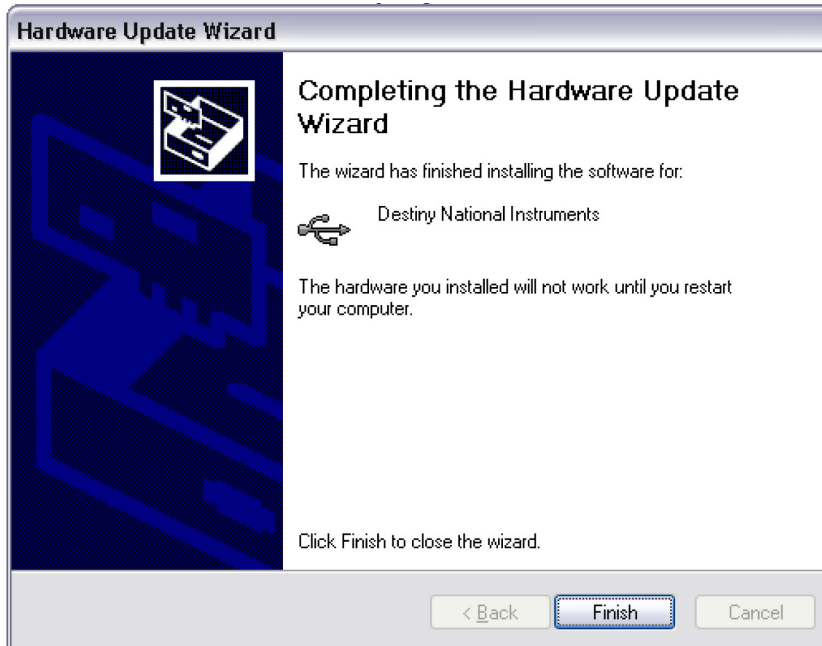 Hardware Update Wizard
Completing the Hardware Update
Wizard
The wizard has finished installing the software for:
Destiny National Instruments
The hardware you installed will not work until you restart
your computer.
Click Finish to close the wizard.
< Back Finish Cancel